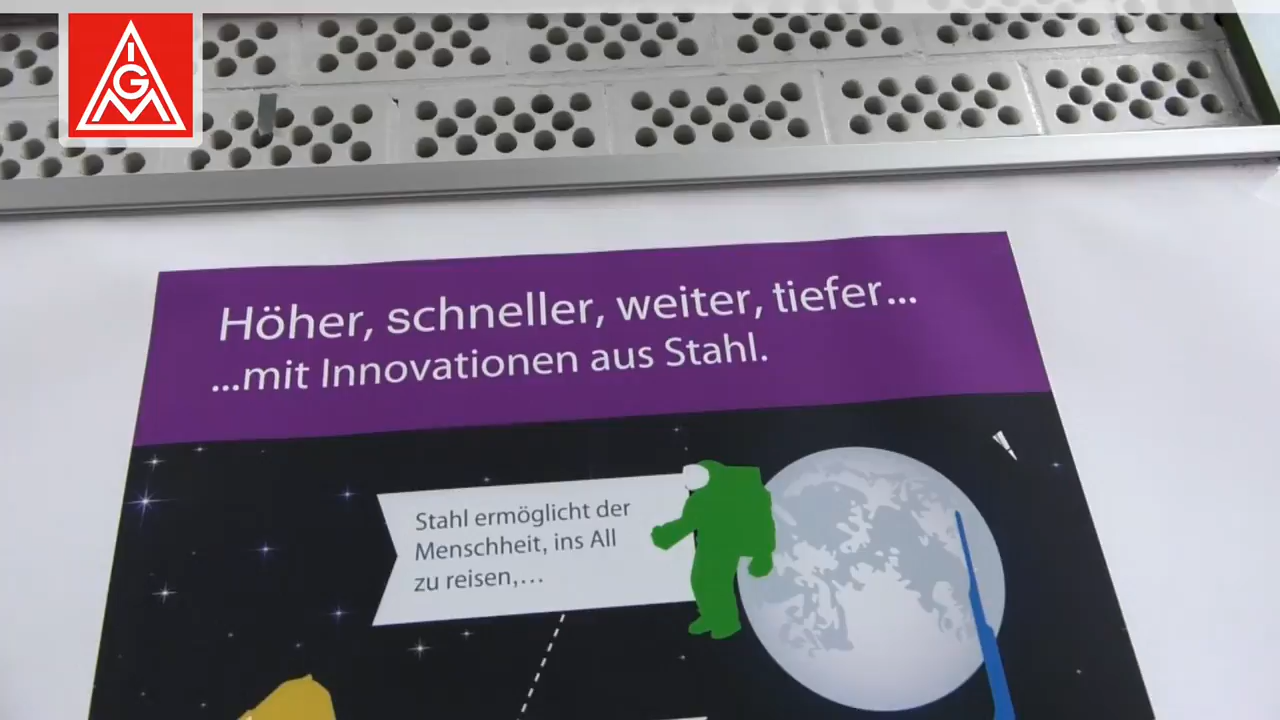 IGM
Höher, schneller, weiter, tiefer...
...mit Innovationen aus Stahl.
Stahl ermöglicht der
Menschheit, ins All
zu reisen,...